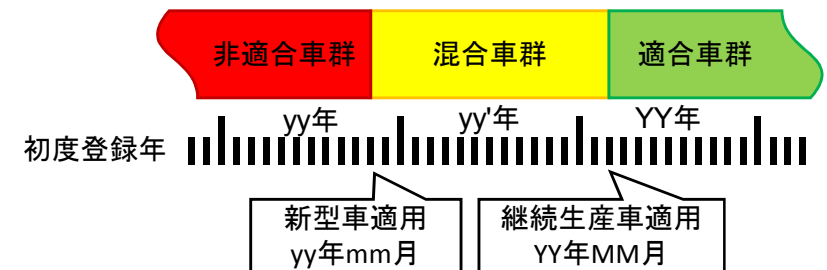 非適合車群 混合車群 適合車群
yy年 yy'年 YY年
初度登録年
新型車適用
yy年mm月
継続生産車適用
YY年MM月